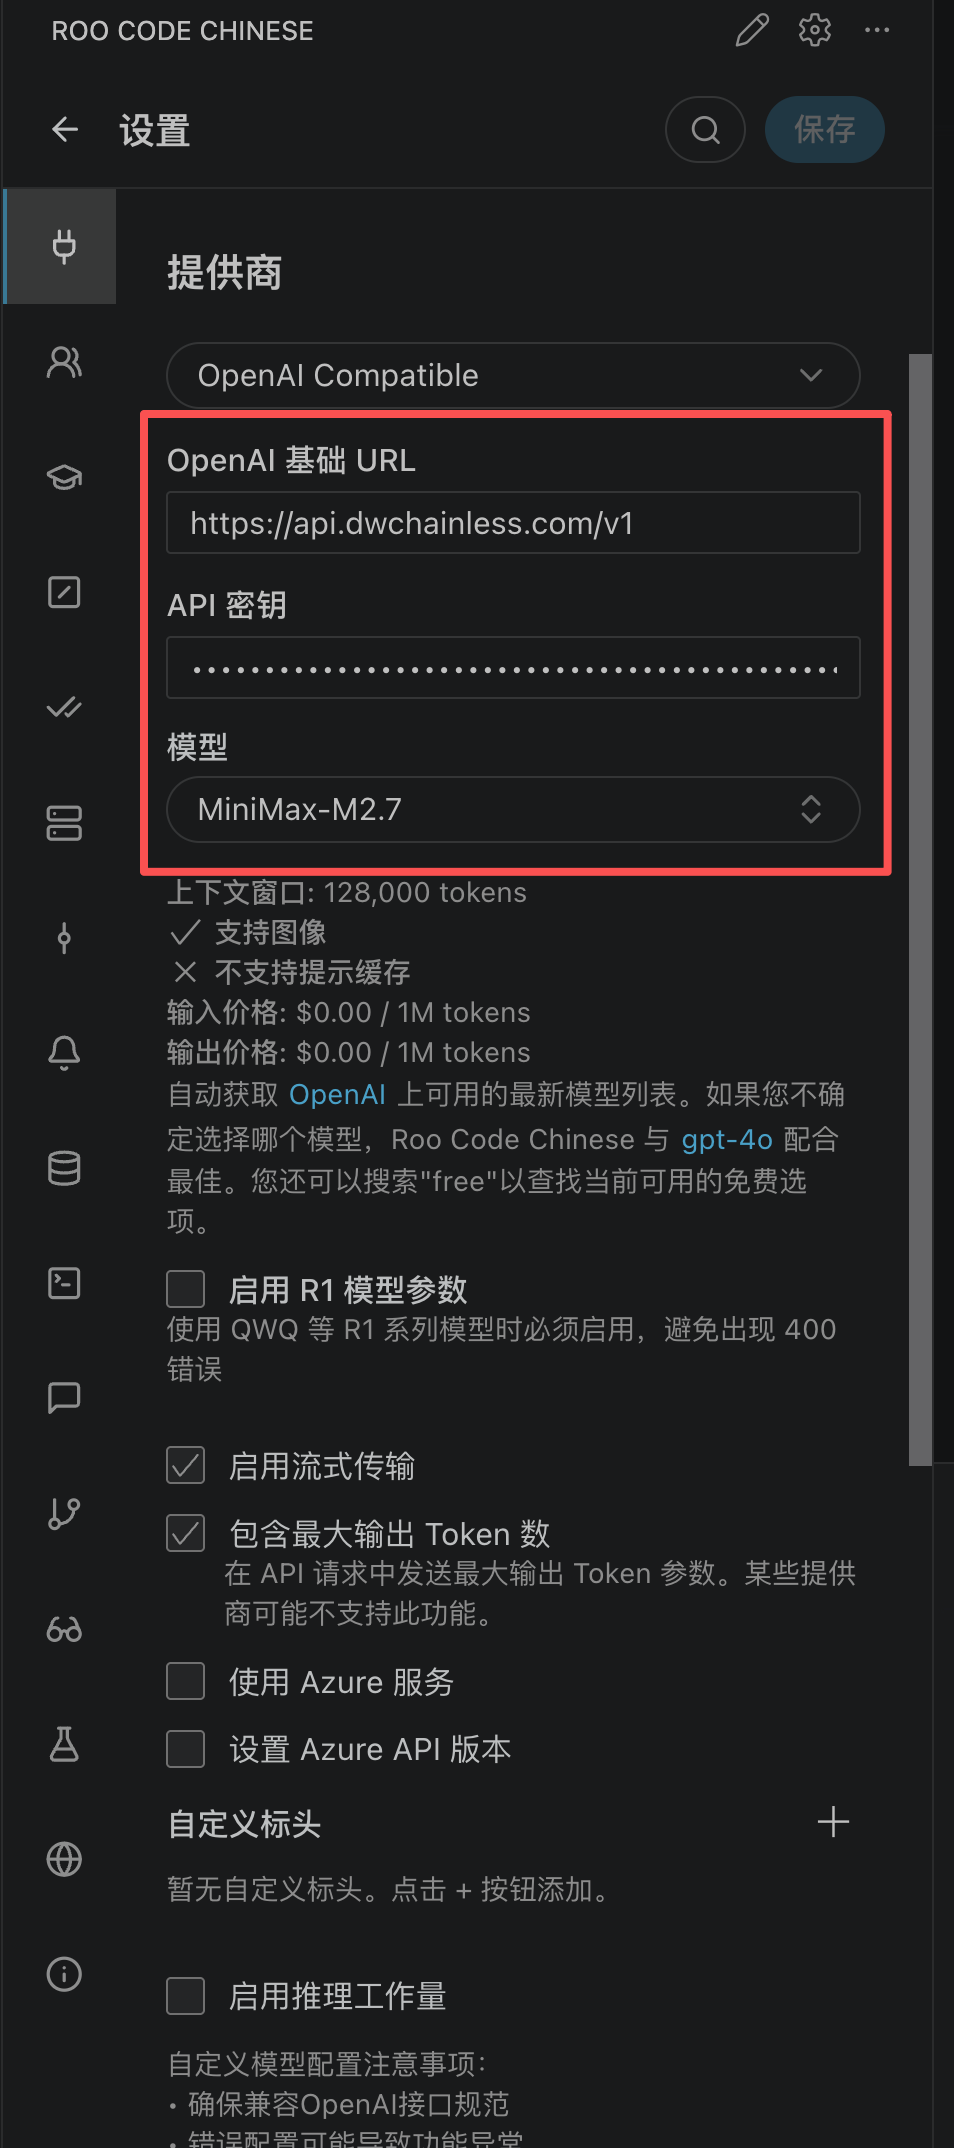 ROO CODE CHINESE
设置
保存
提供商
OpenAI Compatible
OpenAI 基础 URL
https://api.dwchainless.com/v1
API 密钥
••••••••••••••••••••••••••••••••••••••••••••
模型
MiniMax-M2.7
上下文窗口: 128,000 tokens
支持图像
不支持提示缓存
输入价格: $0.00 / 1M tokens
输出价格: $0.00 / 1M tokens
自动获取 OpenAI 上可用的最新模型列表。如果您不确
定选择哪个模型，Roo Code Chinese 与 gpt-4o 配合
最佳。您还可以搜索"free"以查找当前可用的免费选
项。
启用 R1 模型参数
使用 QWQ 等 R1 系列模型时必须启用，避免出现 400
错误
启用流式传输
包含最大输出 Token 数
在 API 请求中发送最大输出 Token 参数。某些提供
商可能不支持此功能。
使用 Azure 服务
设置 Azure API 版本
自定义标头
暂无自定义标头。点击 + 按钮添加。
启用推理工作量
自定义模型配置注意事项：
• 确保兼容OpenAI接口规范
• 错误配置可能导致功能异常